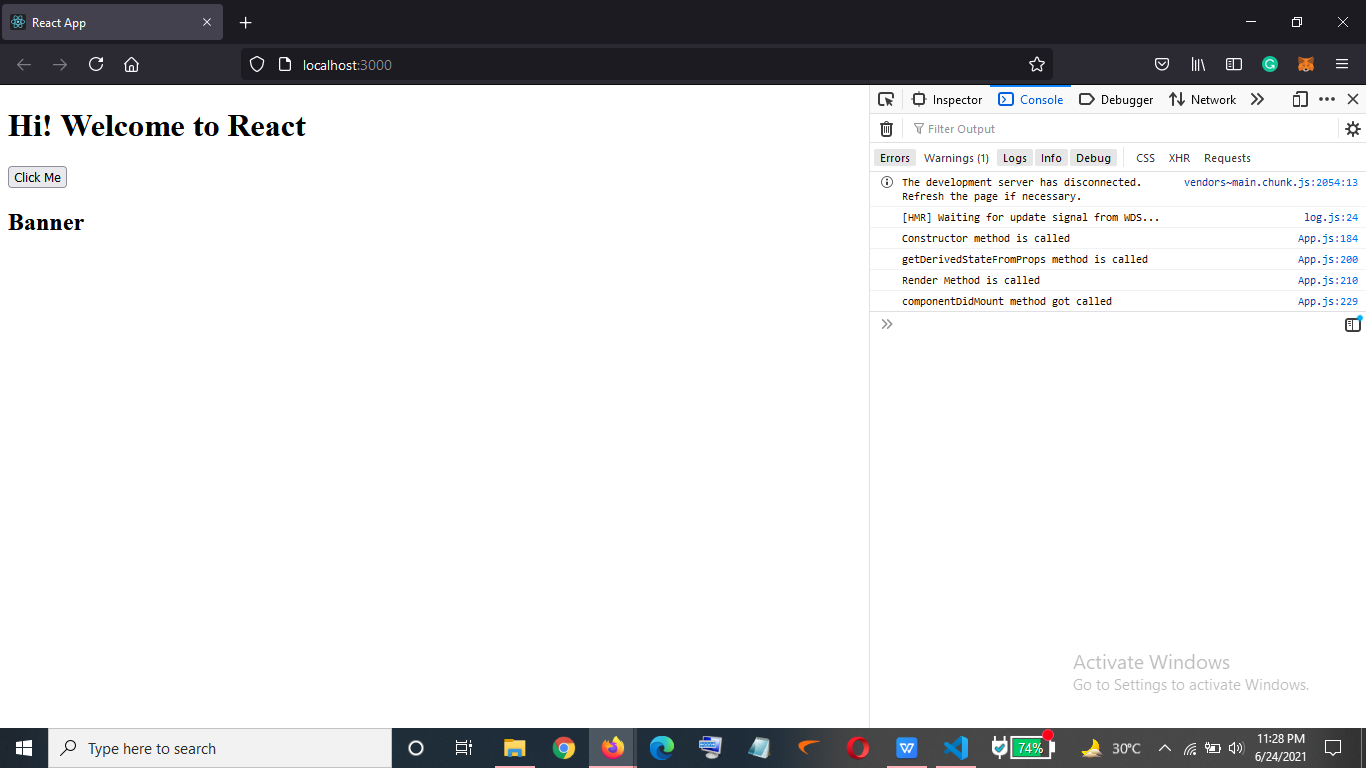 React App
localhost:3000
Hi! Welcome to React
Click Me
Banner
Inspector Console Debugger Network
Filter Output
Errors Warnings (1) Logs Info Debug CSS XHR Requests
The development server has disconnected. vendors~main.chunk.js:2054:13
Refresh the page if necessary.
[HMR] Waiting for update signal from WDS... log.js:24
Constructor method is called App.js:184
getDerivedStateFromProps method is called App.js:200
Render Method is called App.js:210
componentDidMount method got called App.js:229
Activate Windows
Go to Settings to activate Windows.
Type here to search
74%
30°C
11:28 PM
6/24/2021